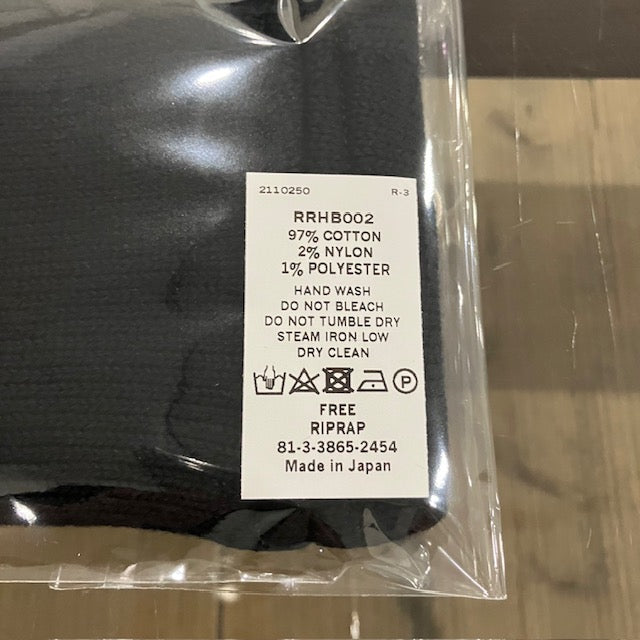 2110250 R-3
RRHB002
97% COTTON
2% NYLON
1% POLYESTER
HAND WASH
DO NOT BLEACH
DO NOT TUMBLE DRY
STEAM IRON LOW
DRY CLEAN
P
FREE
RIPRAP
81-3-3865-2454
Made in Japan